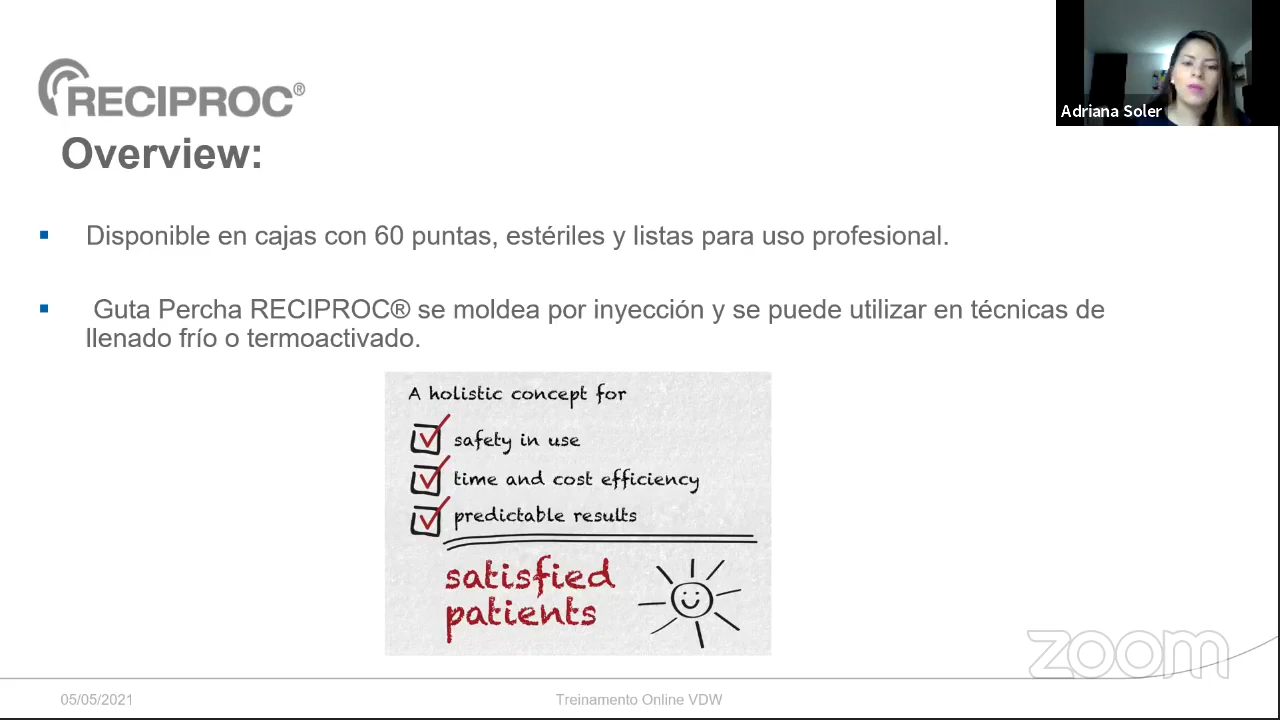 RECIPROC®
Overview:
Adriana Soler
Disponible en cajas con 60 puntas, estériles y listas para uso profesional.
Guta Percha RECIPROC® se moldea por inyección y se puede utilizar en técnicas de
llenado frío o termoactivado.
A holistic concept for
safety in use
time and cost efficiency
predictable results
satisfied
patients
zoom
05/05/2021
Treinamento Online VDW